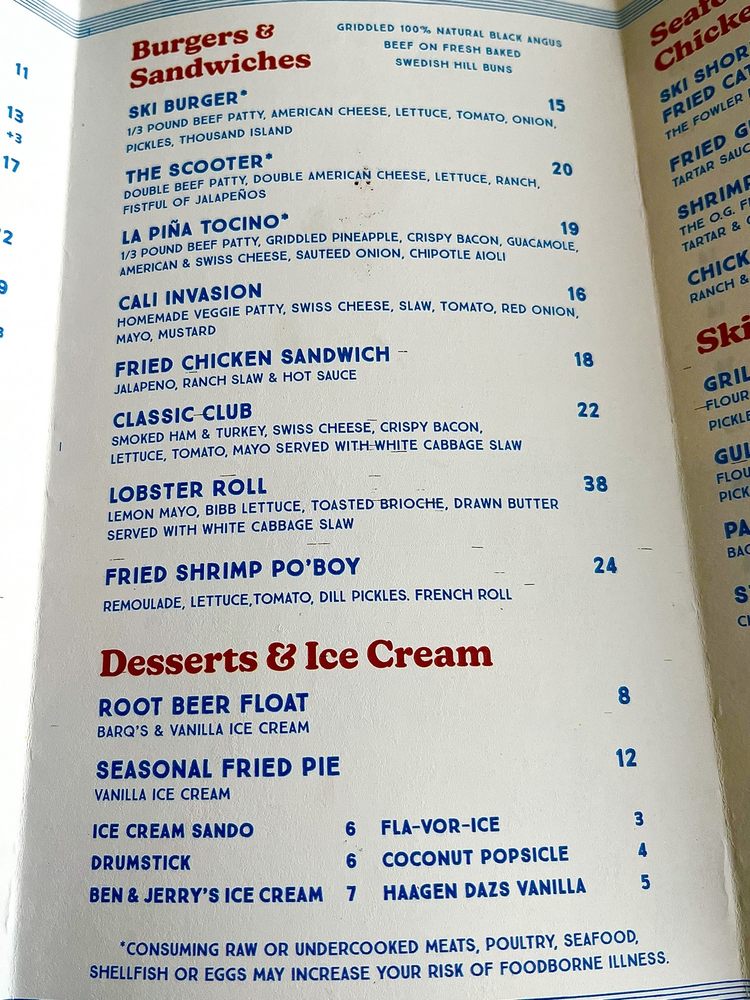 11
13
+3
17
Burgers &
Sandwiches
GRIDDLED 100% NATURAL BLACK ANGUS
BEEF ON FRESH BAKED
SWEDISH HILL BUNS
SKI BURGER* 15
1/3 POUND BEEF PATTY, AMERICAN CHEESE, LETTUCE, TOMATO, ONION,
PICKLES, THOUSAND ISLAND
THE SCOOTER* 20
DOUBLE BEEF PATTY, DOUBLE AMERICAN CHEESE, LETTUCE, RANCH,
FISTFUL OF JALAPEÑOS
LA PIÑA TOCINO* 19
1/3 POUND BEEF PATTY, GRIDDLED PINEAPPLE, CRISPY BACON, GUACAMOLE,
AMERICAN & SWISS CHEESE, SAUTEED ONION, CHIPOTLE AIOLI
CALI INVASION 16
HOMEMADE VEGGIE PATTY, SWISS CHEESE, SLAW, TOMATO, RED ONION,
MAYO, MUSTARD
FRIED CHICKEN SANDWICH 18
JALAPENO, RANCH SLAW & HOT SAUCE
CLASSIC CLUB 22
SMOKED HAM & TURKEY, SWISS CHEESE, CRISPY BACON,
LETTUCE, TOMATO, MAYO SERVED WITH WHITE CABBAGE SLAW
LOBSTER ROLL 38
LEMON MAYO, BIBB LETTUCE, TOASTED BRIOCHE, DRAWN BUTTER
SERVED WITH WHITE CABBAGE SLAW
FRIED SHRIMP PO'BOY 24
REMOULADE, LETTUCE,TOMATO, DILL PICKLES. FRENCH ROLL
Desserts & Ice Cream
ROOT BEER FLOAT 8
BARQ'S & VANILLA ICE CREAM
SEASONAL FRIED PIE 12
VANILLA ICE CREAM
ICE CREAM SANDO 6 FLA-VOR-ICE 3
DRUMSTICK 6 COCONUT POPSICLE 4
BEN & JERRY'S ICE CREAM 7 HAAGEN DAZS VANILLA 5
*CONSUMING RAW OR UNDERCOOKED MEATS, POULTRY, SEAFOOD,
SHELLFISH OR EGGS MAY INCREASE YOUR RISK OF FOODBORNE ILLNESS.
SKI SHOR
FRIED CAT
THE FOWLER
FRIED
TARTAR SAUC
SHRIMP
THE O.G.
TARTAR &
CHICK
RANCH &
Ski
GRIL
FLOUR
PICKL
GUL
FLOU
PICK
PA